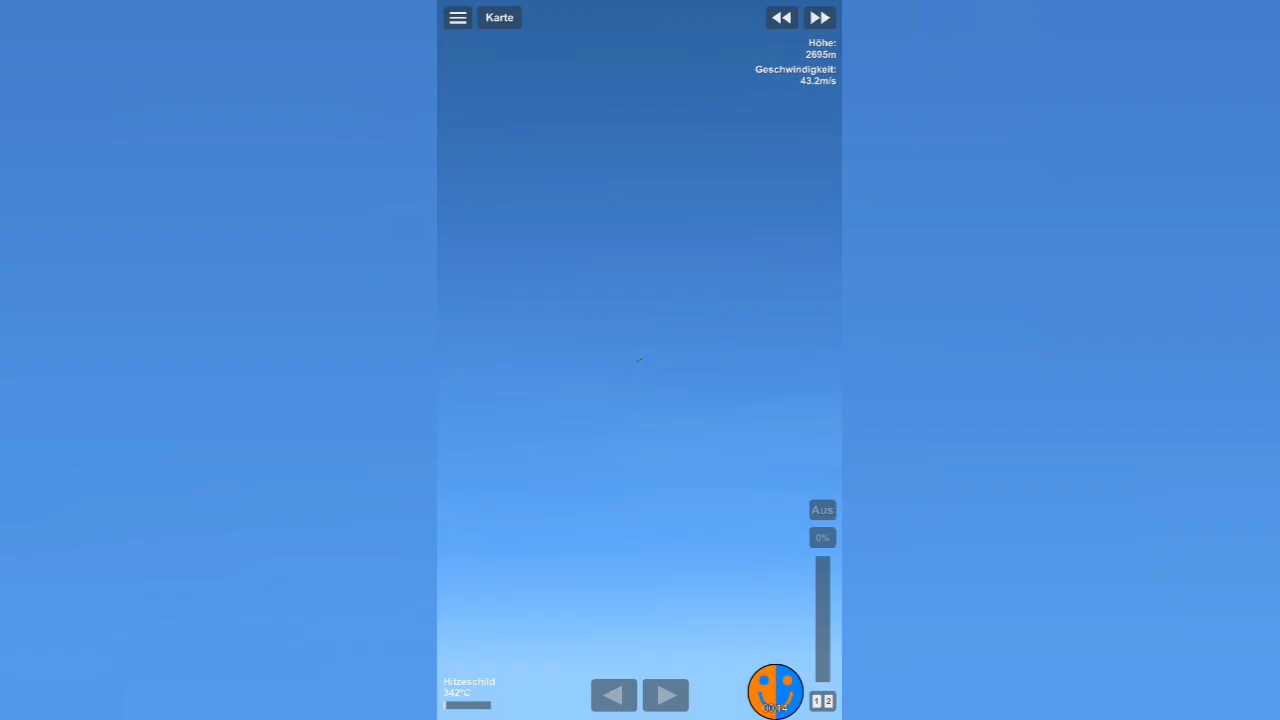 Karte
Höhe:
2695m
Geschwindigkeit:
43.2m/s
Aus
0%
Hitzeschild
342°C
00:14
1 2